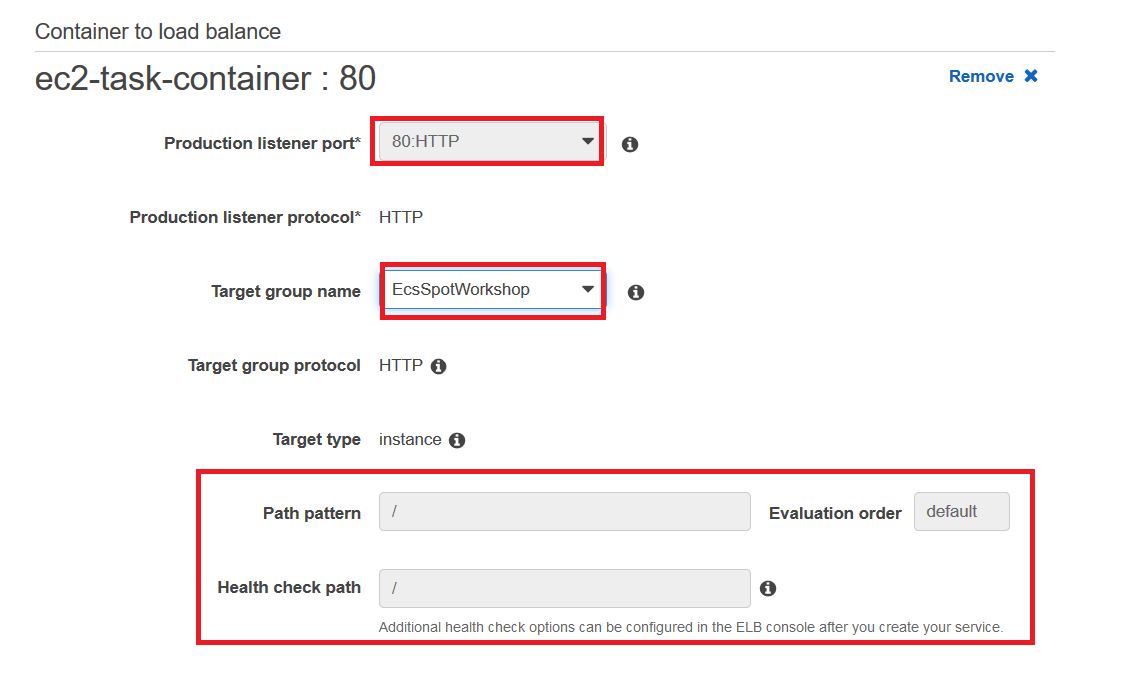 Container to load balance
ec2-task-container : 80
Remove ✖
Production listener port* 80:HTTP
Production listener protocol* HTTP
Target group name EcsSpotWorkshop
Target group protocol HTTP
Target type instance
Path pattern / Evaluation order default
Health check path /
Additional health check options can be configured in the ELB console after you create your service.